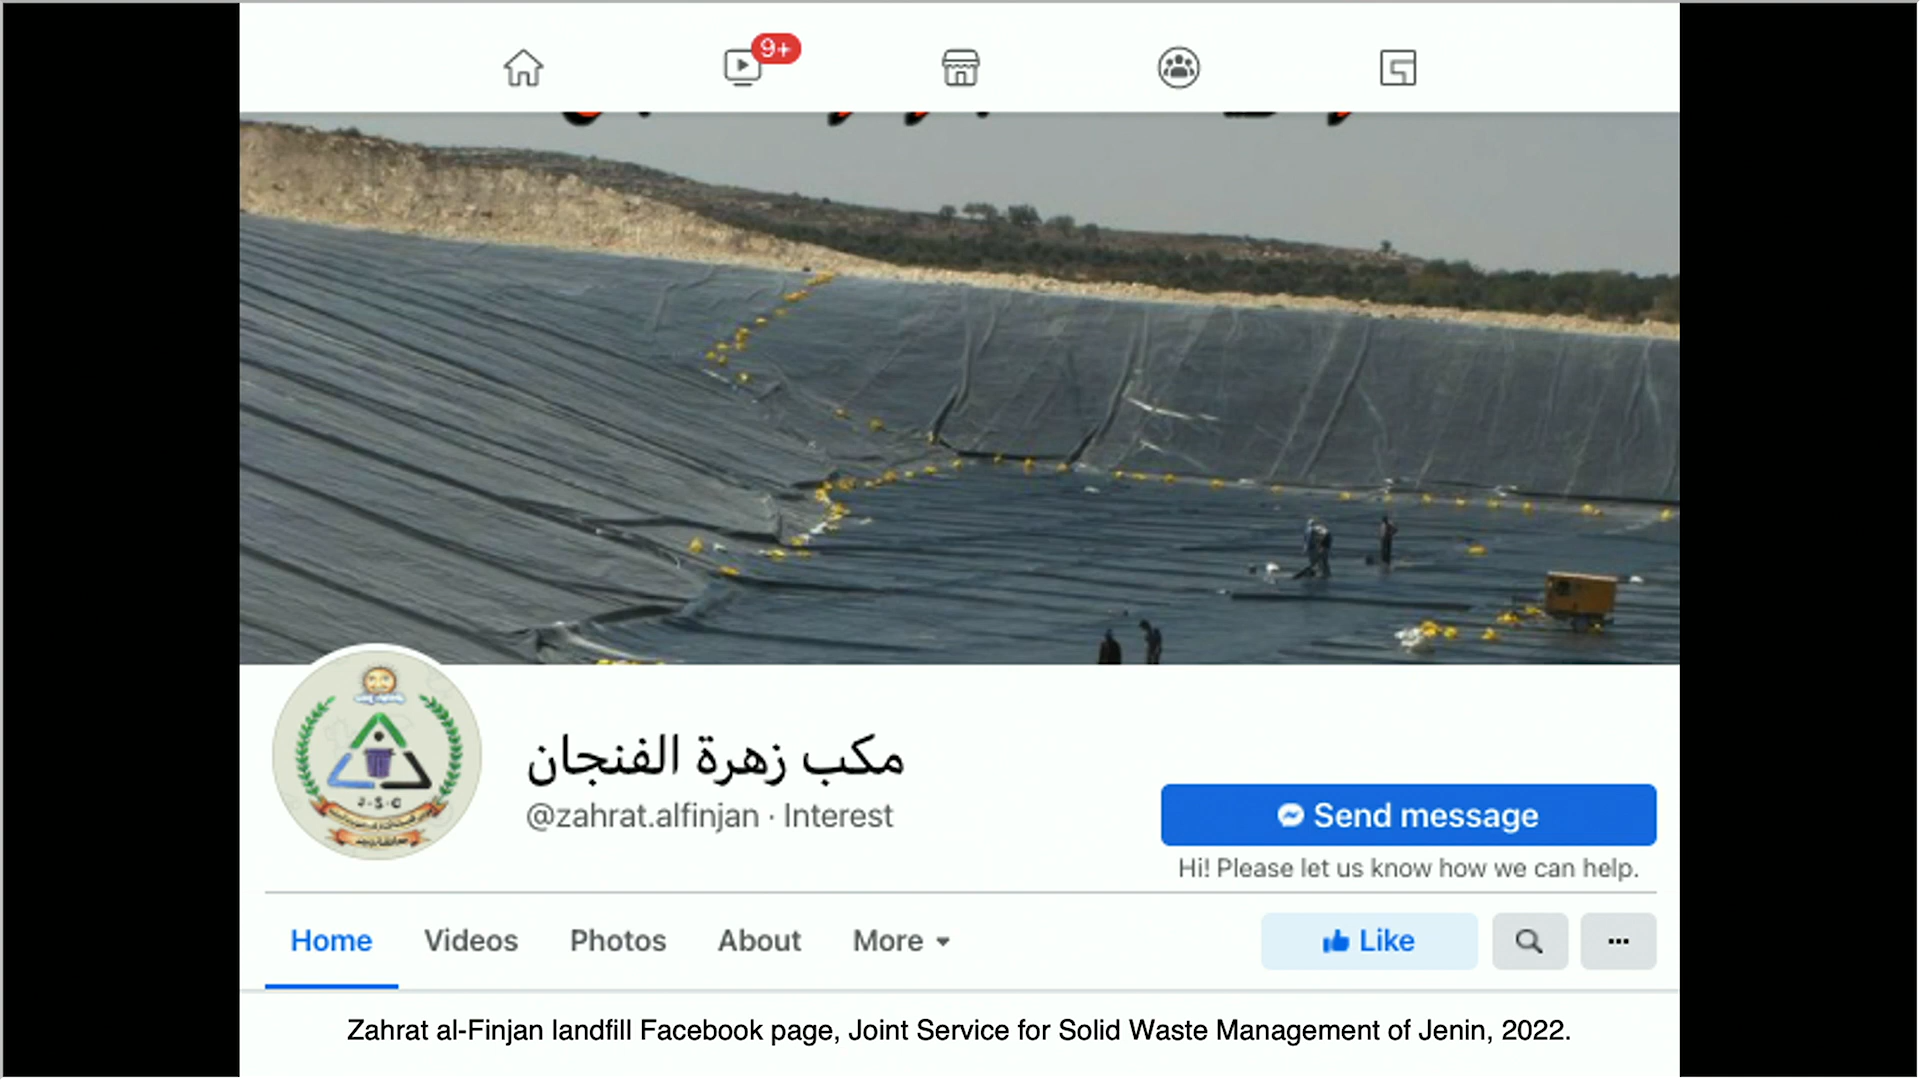 9+
مكب زهرة الفنجان
@zahrat.alfinjan · Interest
Send message
Hi! Please let us know how we can help.
Home Videos Photos About More
Like
J-S-C
Zahrat al-Finjan landfill Facebook page, Joint Service for Solid Waste Management of Jenin, 2022.